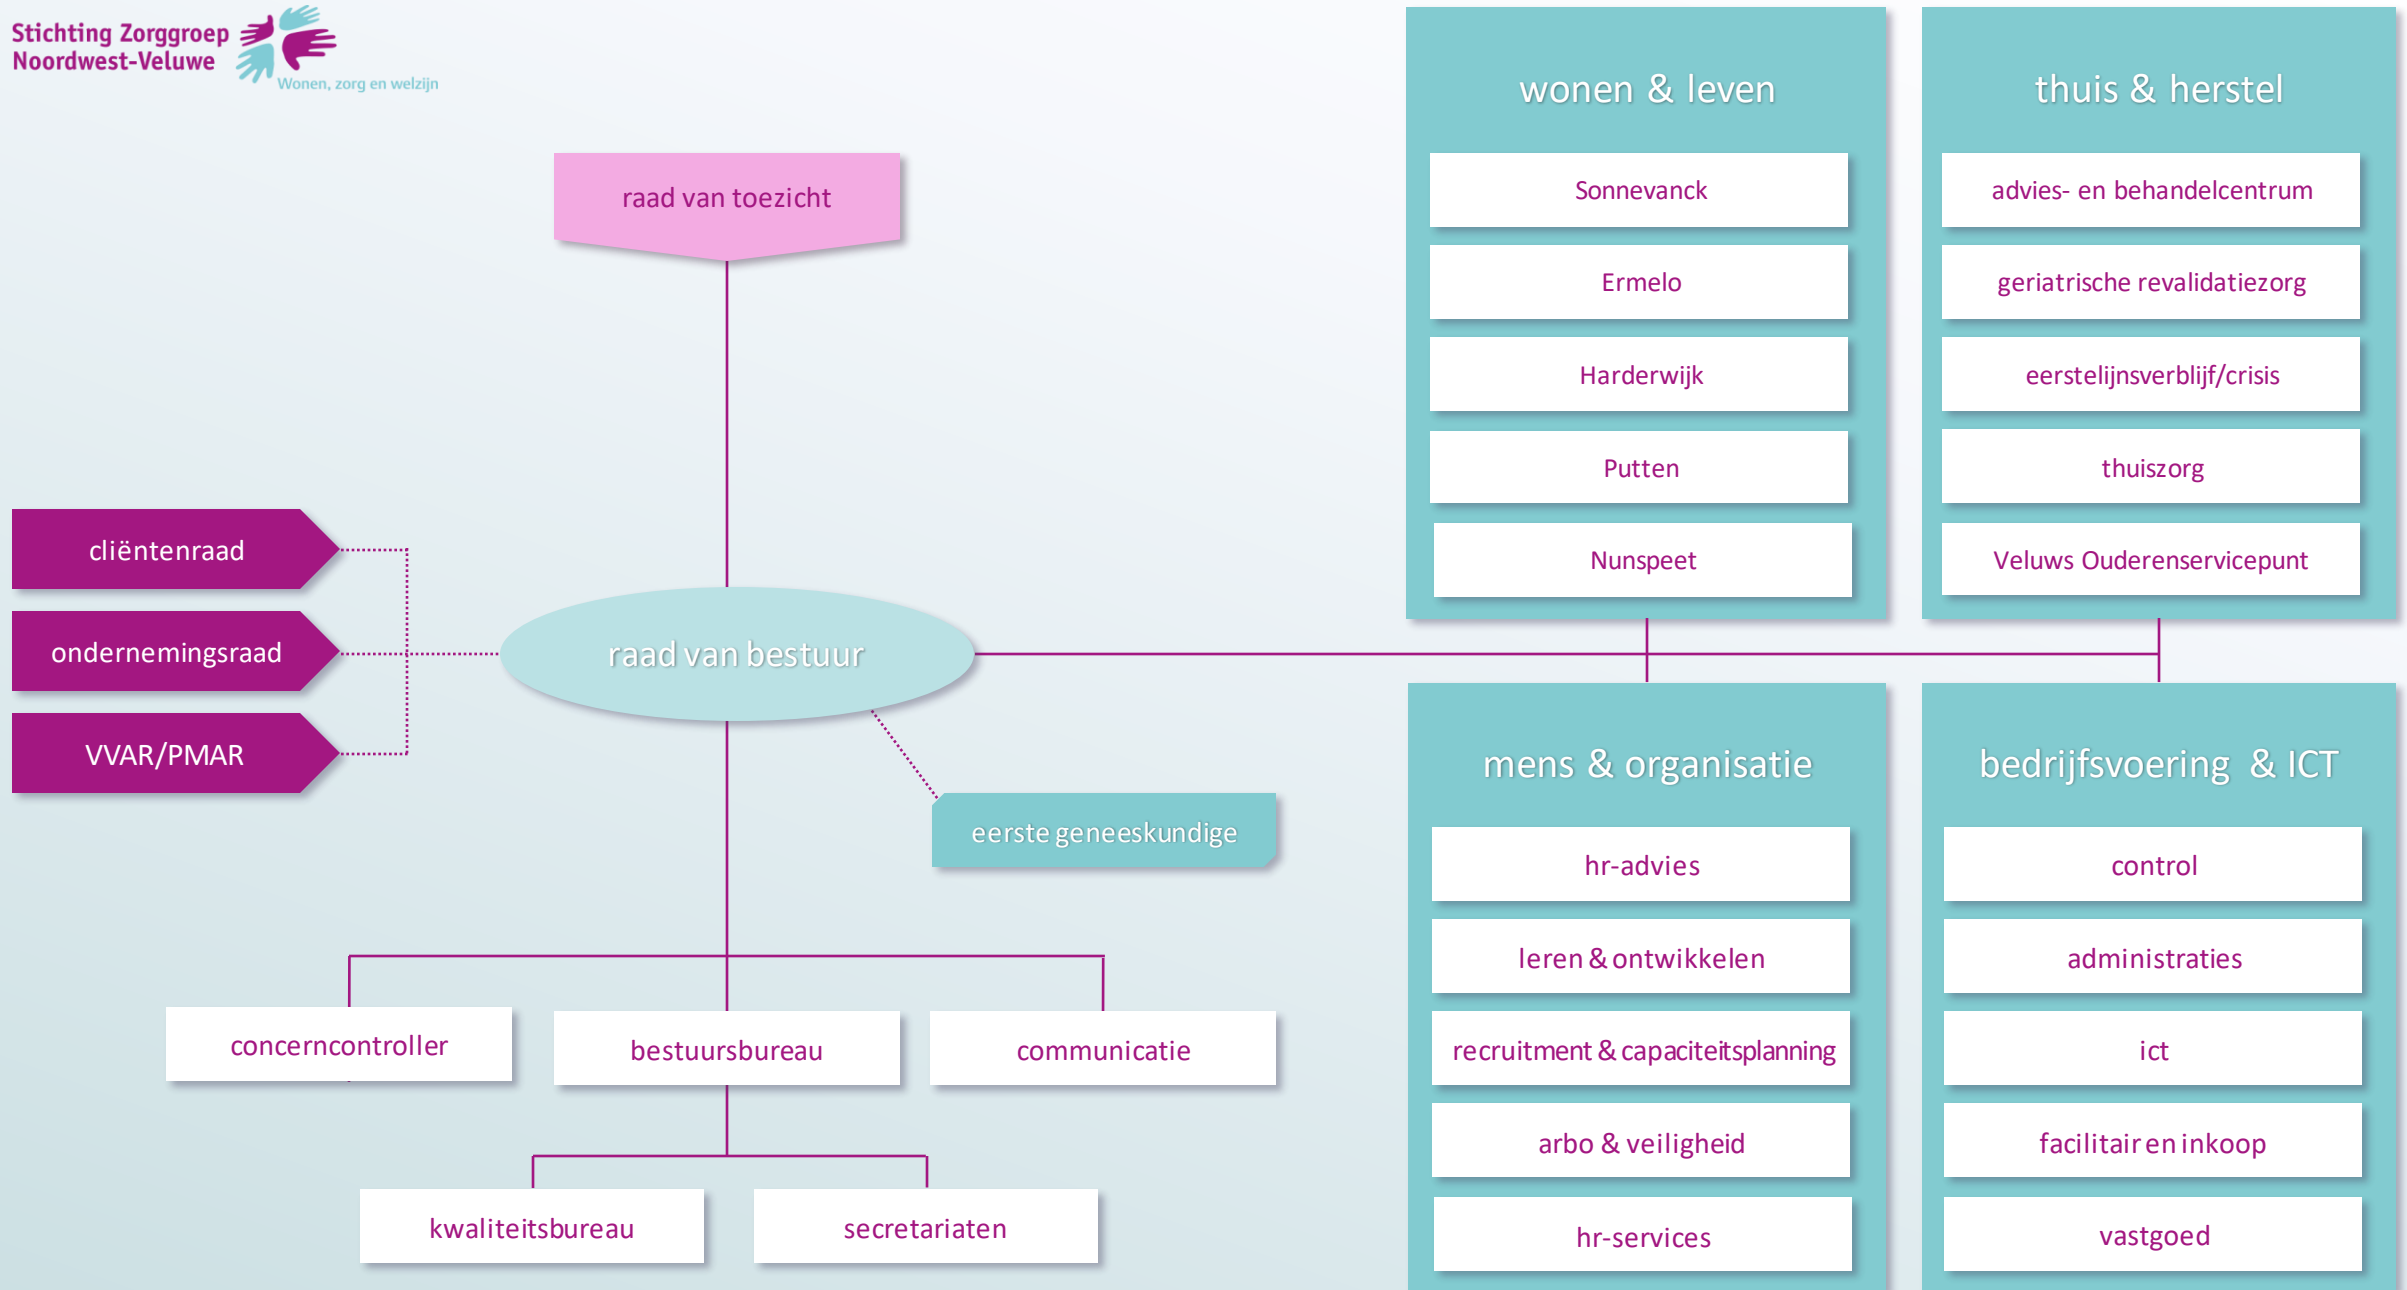 Stichting Zorggroep
Noordwest-Veluwe
Wonen, zorg en welzijn
raad van toezicht
cliëntenraad
ondernemingsraad
VVAR/PMAR
raad van bestuur
eerste geneeskundige
concerncontroller
bestuursbureau
communicatie
kwaliteitsbureau
secretariaten
wonen & leven
Sonnevanck
Ermelo
Harderwijk
Putten
Nunspeet
thuis & herstel
advies- en behandelcentrum
geriatrische revalidatiezorg
eerstelijnsverblijf/crisis
thuiszorg
Veluws Ouderenservicepunt
mens & organisatie
hr-advies
leren & ontwikkelen
recruitment & capaciteitsplanning
arbo & veiligheid
hr-services
bedrijfsvoering & ICT
control
administraties
ict
facilitair en inkoop
vastgoed